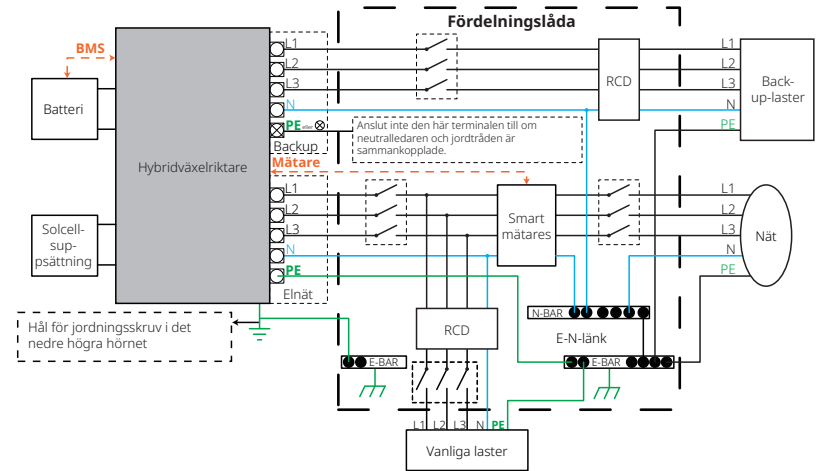 Fördelningslåda
BMS
Batteri
Hybridväxelriktare
Solcell-
sup-
psättning
L1
L2
L3
N
PE eller
Backup
Anslut inte den här terminalen till om
neutralledaren och jordtråden är
sammankopplade.
RCD
L1
L2
L3
N
PE
Back-
up-laster
Mätare
L1
L2
L3
N
PE
Elnät
Smart
mätares
L1
L2
L3
N
PE
Nät
Hål för jordningsskruv i det
nedre högra hörnet
RCD
N-BAR
E-N-länk
E-BAR
E-BAR
L1
L2
L3
N
PE
Vanliga laster